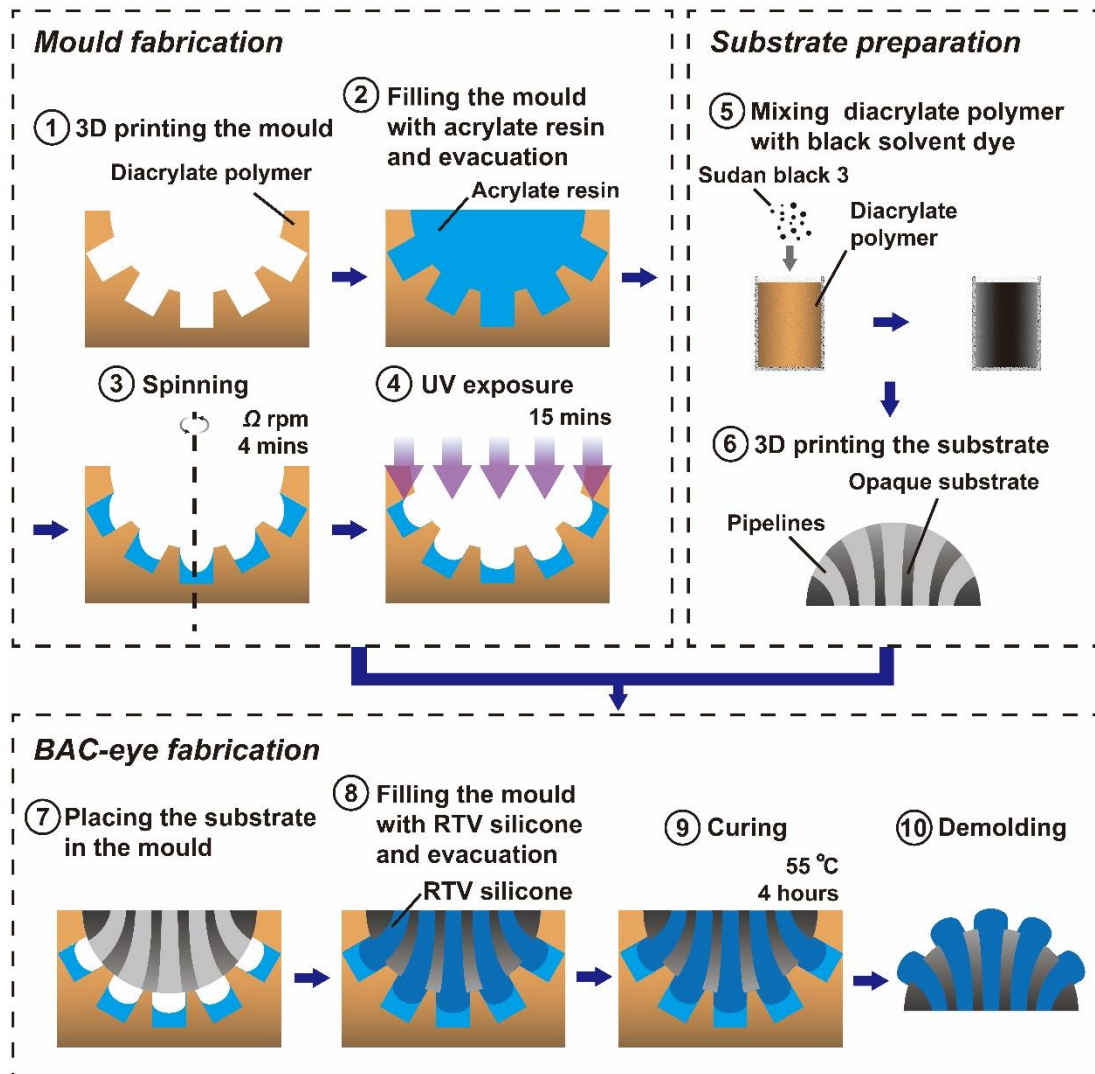 Mould fabrication
① 3D printing the mould
Diacrylate polymer
② Filling the mould
with acrylate resin
and evacuation
Acrylate resin
③ Spinning
Ω rpm
4 mins
④ UV exposure
15 mins
Substrate preparation
⑤ Mixing diacrylate polymer
with black solvent dye
Sudan black 3
Diacrylate
polymer
⑥ 3D printing the substrate
Opaque substrate
Pipelines
BAC-eye fabrication
⑦ Placing the substrate
in the mould
⑧ Filling the mould
with RTV silicone
and evacuation
RTV silicone
⑨ Curing
55 °C
4 hours
⑩ Demolding